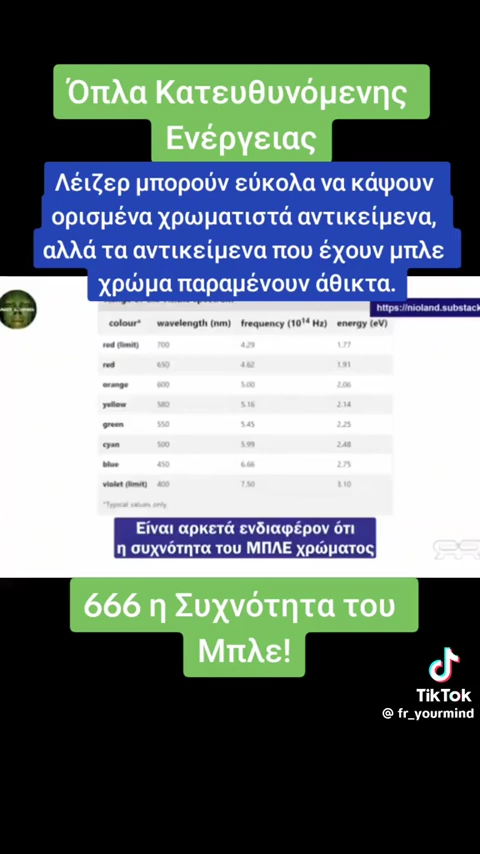 Όπλα Κατευθυνόμενης
Ενέργειας
Λέιζερ μπορούν εύκολα να κάψουν
ορισμένα χρωματιστά αντικείμενα,
αλλά τα αντικείμενα που έχουν μπλε
χρώμα παραμένουν άθικτα.
https://nioland.substack
colour* wavelength (nm) frequency (10¹⁴ Hz) energy (eV)
red (limit) 700 4.29 1.77
red 650 4.62 1.91
orange 600 5.00 2.06
yellow 580 5.16 2.14
green 550 5.45 2.25
cyan 500 5.99 2.48
blue 450 6.66 2.75
violet (limit) 400 7.50 3.10
*Typical values only
Είναι αρκετά ενδιαφέρον ότι
η συχνότητα του ΜΠΛΕ χρώματος
666 η Συχνότητα του
Μπλε!
TikTok
@ fr_yourmind